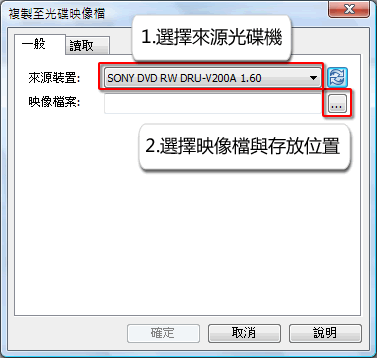 複製至光碟映像檔
一般
讀取
1.選擇來源光碟機
來源裝置:
SONY DVD RW DRU-V200A 1.60
映像檔案:
...
2.選擇映像檔與存放位置
確定
取消
說明